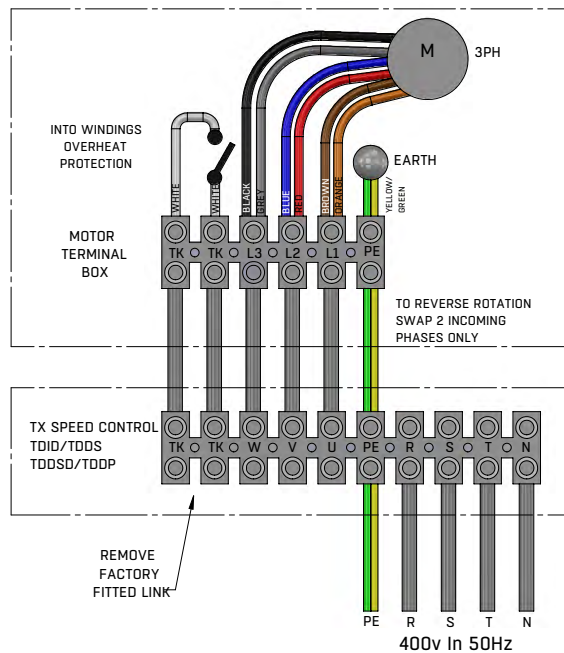 M
3PH
INTO WINDINGS
OVERHEAT
PROTECTION
EARTH
WHITE
WHITE
BLACK
GREY
BLUE
RED
BROWN
ORANGE
YELLOW/
GREEN
MOTOR
TERMINAL
BOX
TK TK L3 L2 L1 PE
TO REVERSE ROTATION
SWAP 2 INCOMING
PHASES ONLY
TX SPEED CONTROL
TDID/TDDS
TDDSD/TDDP
TK TK W V U PE R S T N
REMOVE
FACTORY
FITTED LINK
PE R S T N
400v In 50Hz